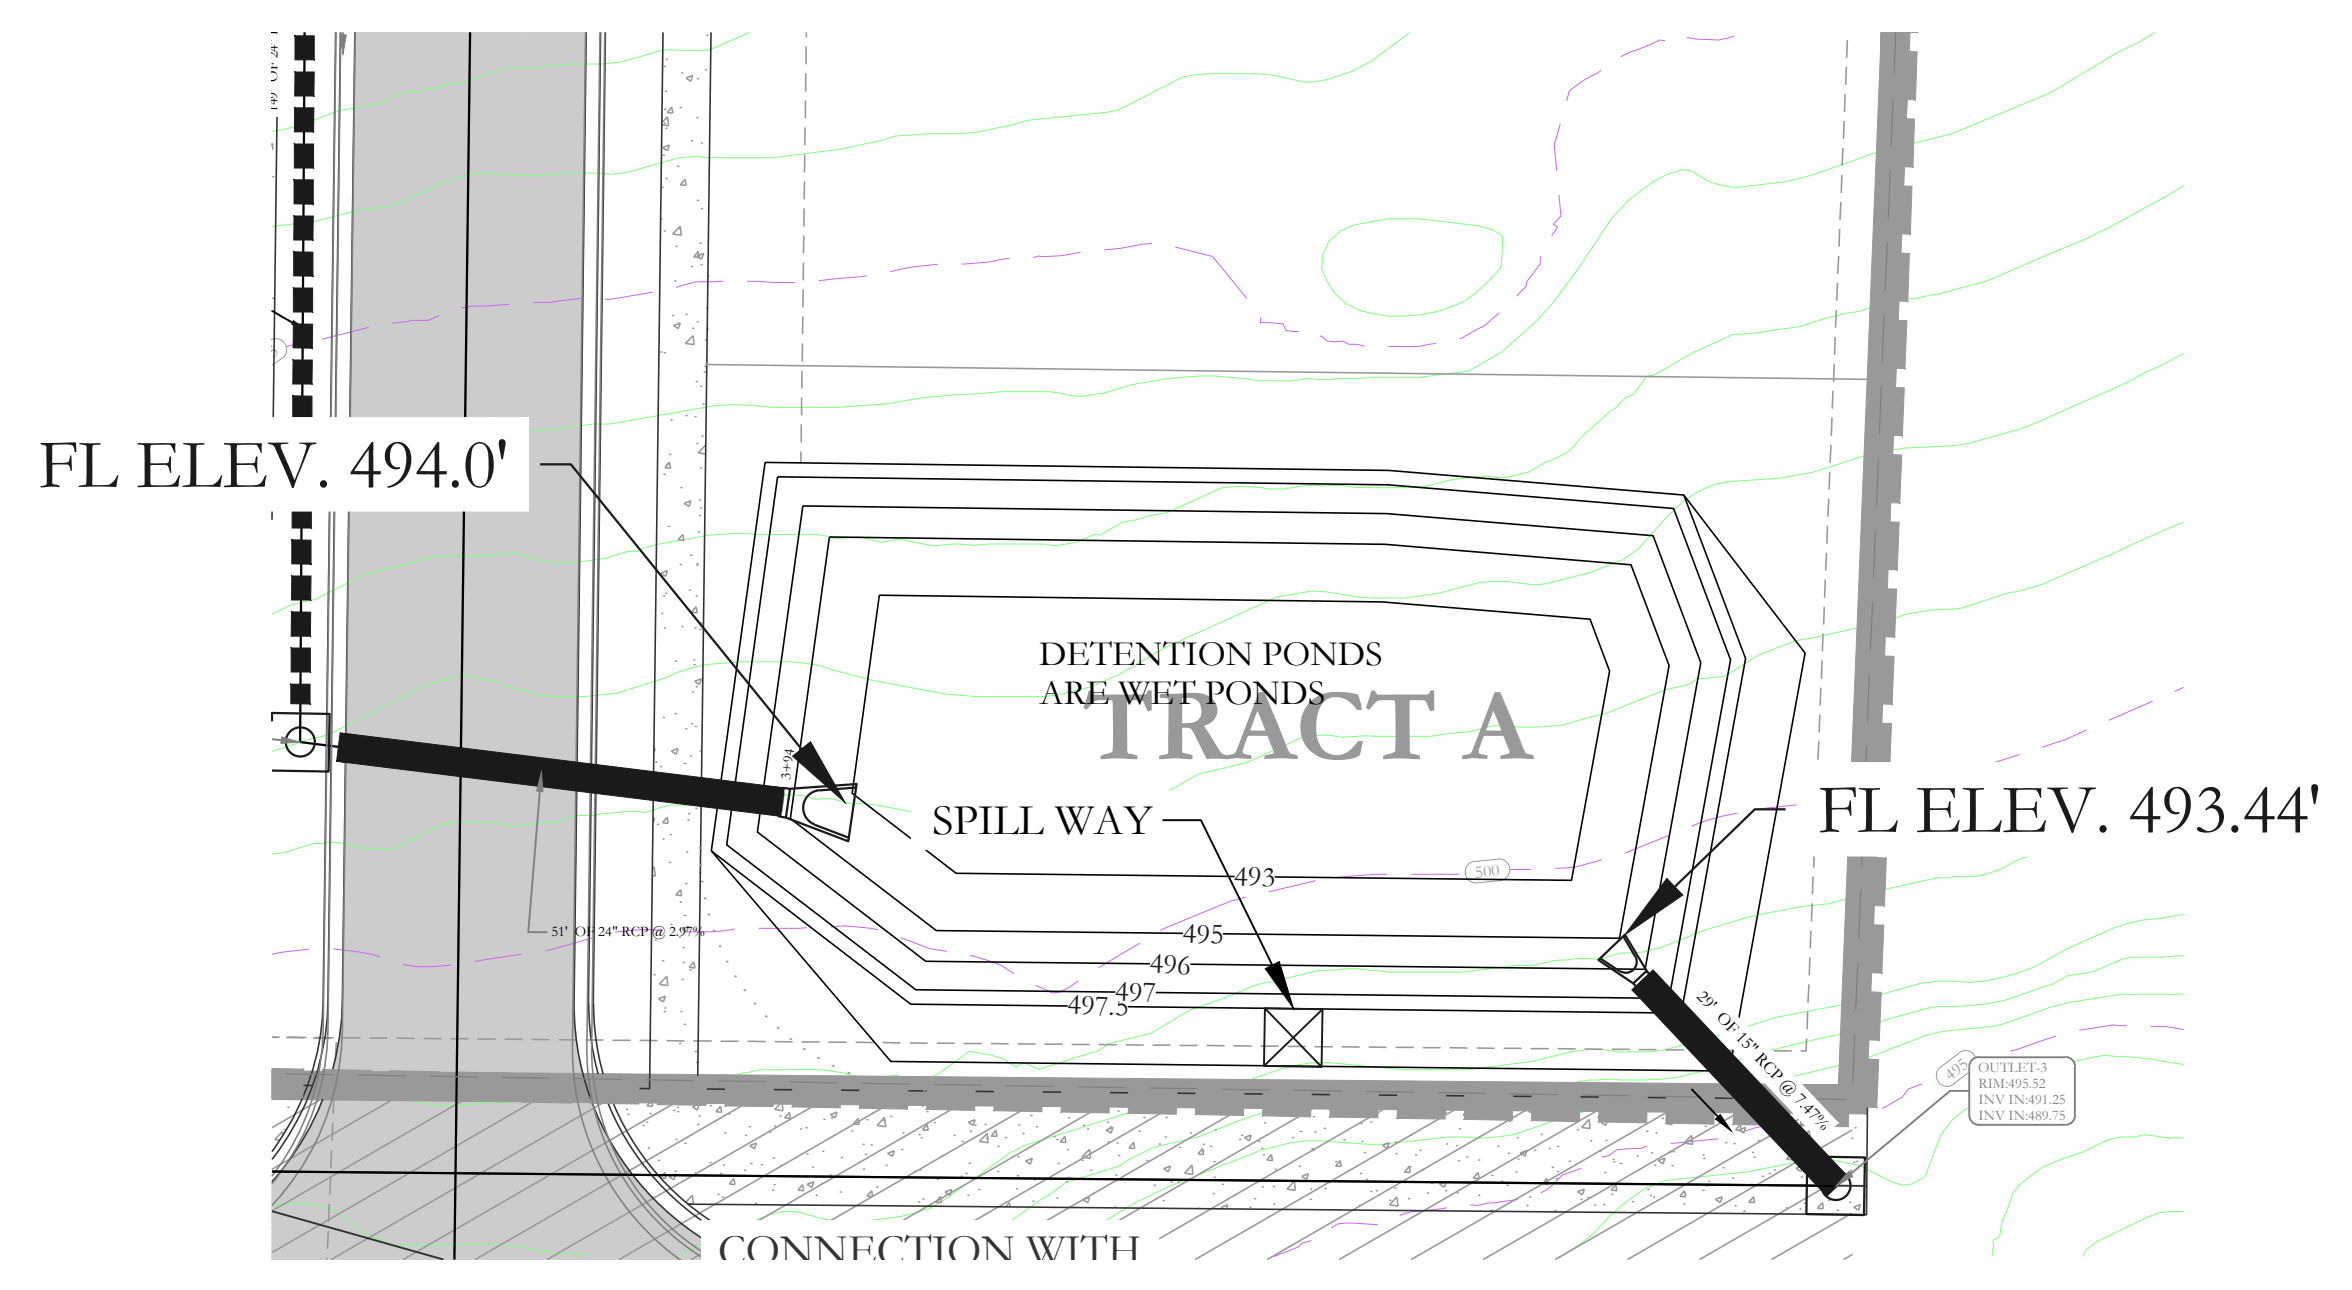 FL ELEV. 494.0'
DETENTION PONDS
ARE WET PONDS
TRACT A
3+94
SPILL WAY
FL ELEV. 493.44'
493
500
51' OF 24" RCP @ 2.97%
495
496
497
497.5
29' OF 15" RCP @ 7.47%
495
OUTLET-3
RIM:495.52
INV IN:491.25
INV IN:489.75
CONNECTION WITH